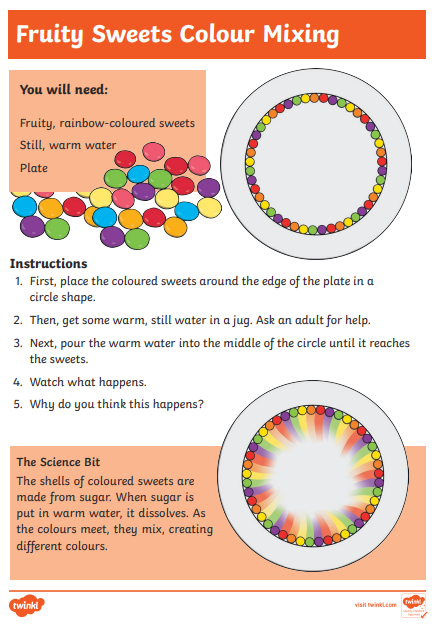 Fruity Sweets Colour Mixing
You will need:
Fruity, rainbow-coloured sweets
Still, warm water
Plate
Instructions
1. First, place the coloured sweets around the edge of the plate in a
circle shape.
2. Then, get some warm, still water in a jug. Ask an adult for help.
3. Next, pour the warm water into the middle of the circle until it reaches
the sweets.
4. Watch what happens.
5. Why do you think this happens?
The Science Bit
The shells of coloured sweets are
made from sugar. When sugar is
put in warm water, it dissolves. As
the colours meet, they mix, creating
different colours.
twinkl
visit twinkl.com
twinkl